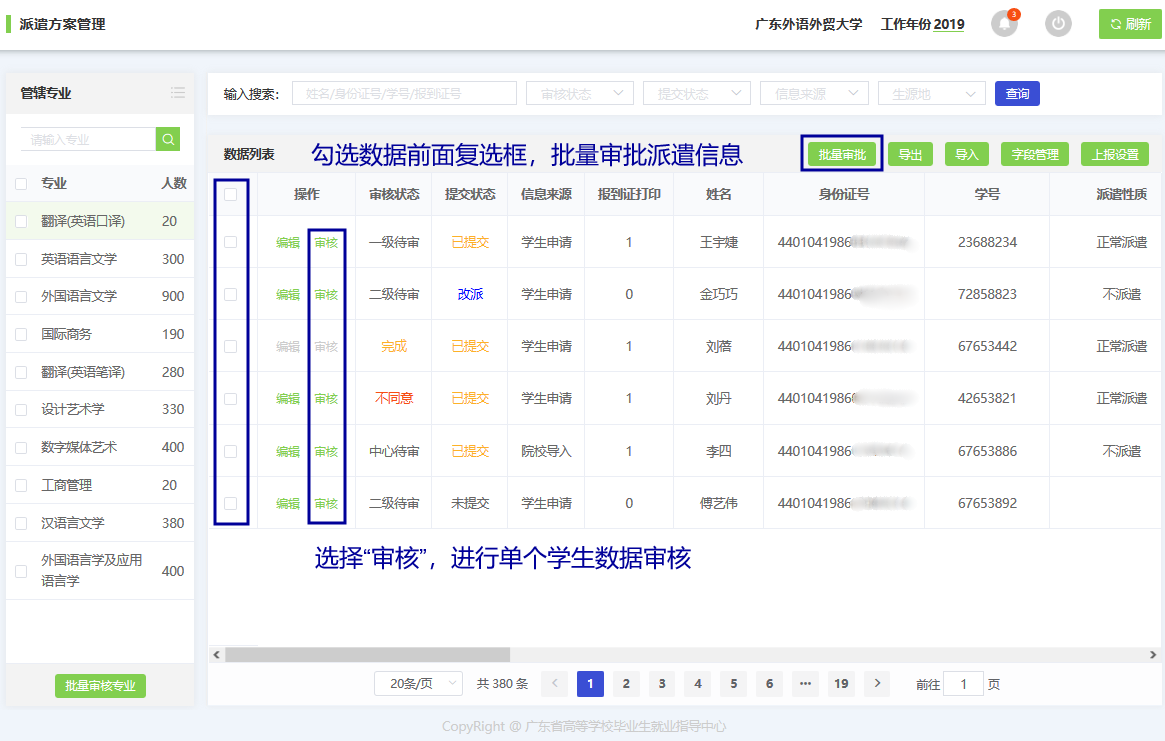 派遣方案管理 广东外语外贸大学 工作年份 2019 3 刷新
管辖专业
请输入专业
专业 人数
翻译(英语口译) 20
英语语言文学 300
外国语言文学 900
国际商务 190
翻译(英语笔译) 280
设计艺术学 330
数字媒体艺术 400
工商管理 20
汉语言文学 380
外国语言学及应用
语言学 400
批量审核专业
输入搜索: 姓名/身份证号/学号/报到证号 审核状态 提交状态 信息来源 生源地 查询
数据列表 勾选数据前面复选框，批量审批派遣信息 批量审批 导出 导入 字段管理 上报设置
操作 审核状态 提交状态 信息来源 报到证打印 姓名 身份证号 学号 派遣性质
编辑 审核 一级待审 已提交 学生申请 1 王宇婕 4401041986 23688234 正常派遣
编辑 审核 二级待审 改派 学生申请 0 金巧巧 4401041986 72858823 不派遣
编辑 审核 完成 已提交 学生申请 1 刘蓓 4401041986 67653442 正常派遣
编辑 审核 不同意 已提交 学生申请 1 刘丹 4401041986 42653821 正常派遣
编辑 审核 中心待审 已提交 院校导入 1 李四 4401041986 67653886 不派遣
编辑 审核 二级待审 未提交 学生申请 0 傅艺伟 4401041986 67653892
选择“审核”，进行单个学生数据审核
20条/页 共 380 条 1 2 3 4 5 6 ··· 19 前往 1 页
CopyRight @ 广东省高等学校毕业生就业指导中心